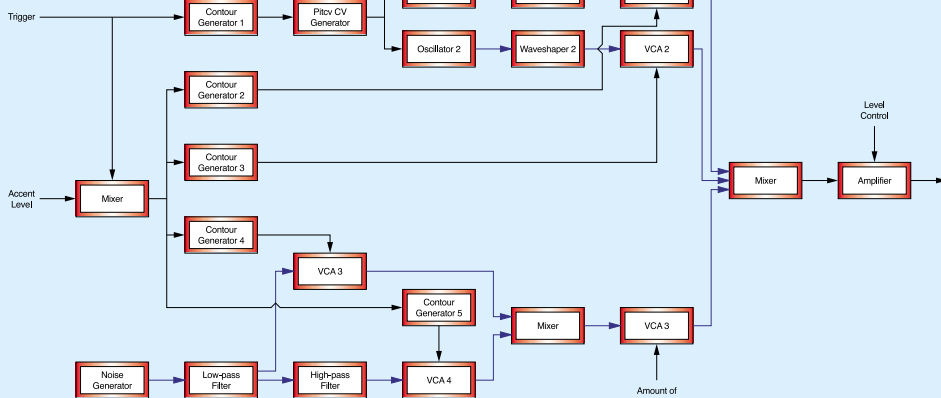 Trigger
Contour
Generator 1
Pitcv CV
Generator
Oscillator 2
Waveshaper 2
VCA 2
Contour
Generator 2
Level
Control
Contour
Generator 3
Accent
Level
Mixer
Mixer
Amplifier
Contour
Generator 4
VCA 3
Contour
Generator 5
Mixer
VCA 3
Noise
Generator
Low-pass
Filter
High-pass
Filter
VCA 4
Amount of